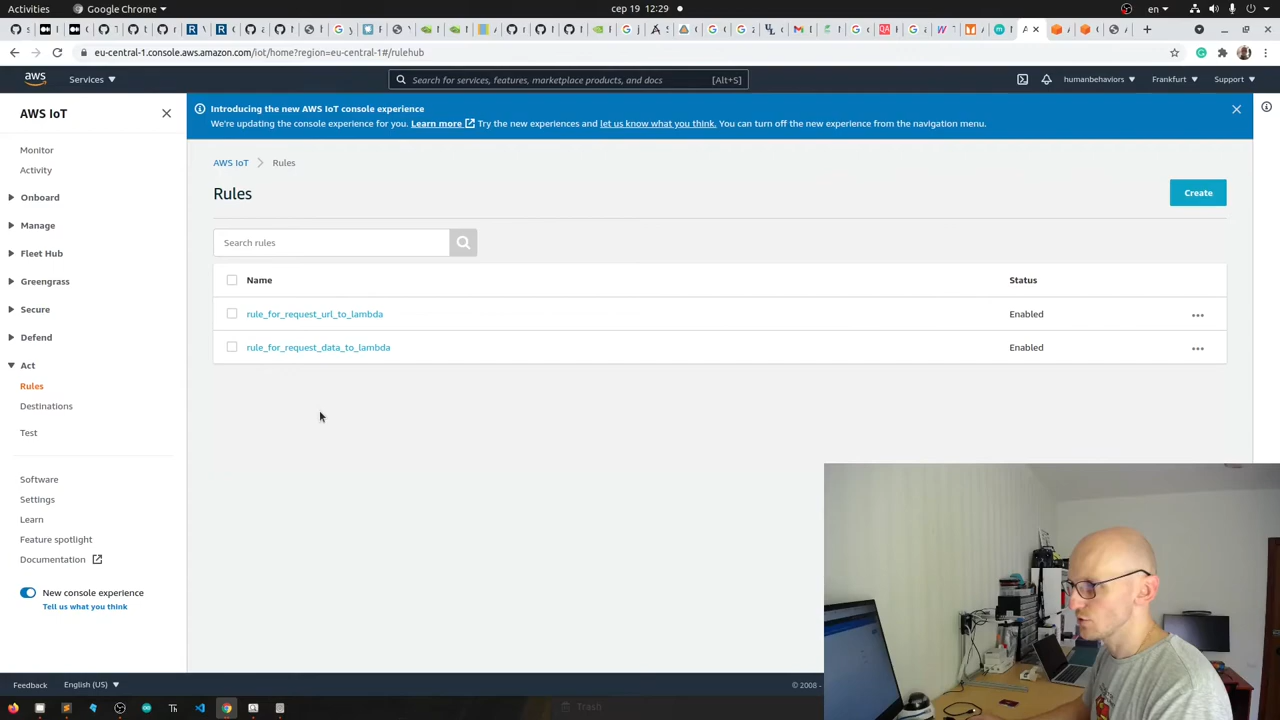 Activities
Google Chrome
сер 19 12:29
en
eu-central-1.console.aws.amazon.com/iot/home?region=eu-central-1#/rulehub
aws
Services
Search for services, features, marketplace products, and docs
[Alt+S]
humanbehaviors
Frankfurt
Support
AWS IoT
Monitor
Activity
Onboard
Manage
Fleet Hub
Greengrass
Secure
Defend
Act
Rules
Destinations
Test
Software
Settings
Learn
Feature spotlight
Documentation
New console experience
Tell us what you think
Introducing the new AWS IoT console experience
We're updating the console experience for you. Learn more Try the new experiences and let us know what you think. You can turn off the new experience from the navigation menu.
AWS IoT
Rules
Rules
Create
Search rules
Name
Status
rule_for_request_url_to_lambda
Enabled
rule_for_request_data_to_lambda
Enabled
Feedback
English (US)
© 2008 -
Trash